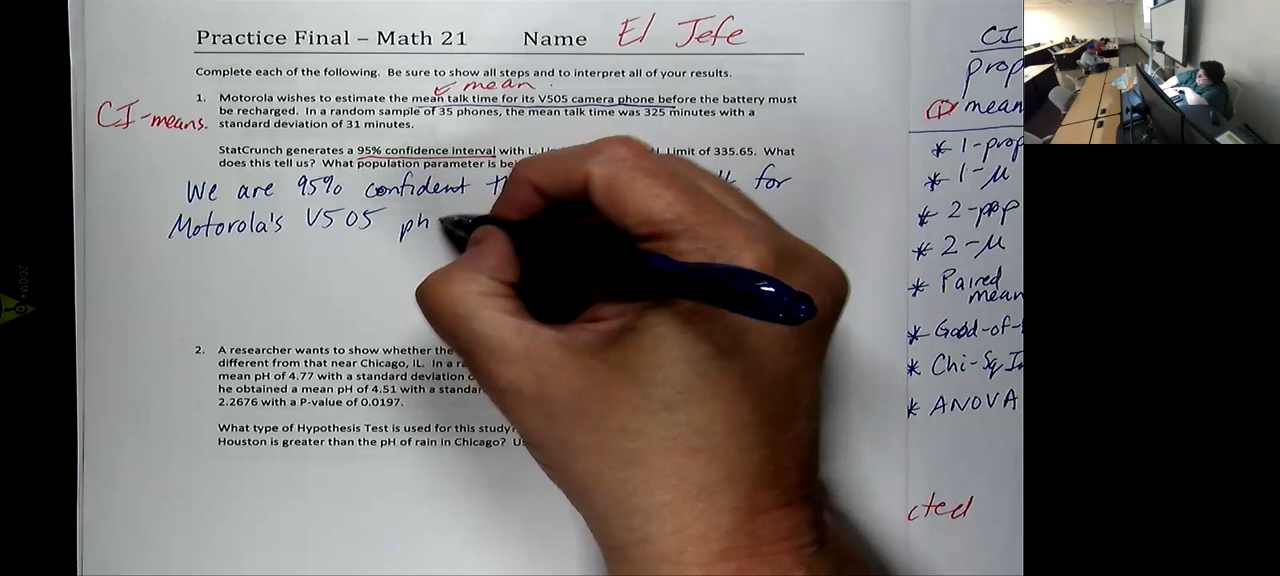 Practice Final – Math 21 Name El Jefe
Complete each of the following. Be sure to show all steps and to interpret all of your results.
mean
1. Motorola wishes to estimate the mean talk time for its V505 camera phone before the battery must
be recharged. In a random sample of 35 phones, the mean talk time was 325 minutes with a
standard deviation of 31 minutes.
CI-means.
StatCrunch generates a 95% confidence interval with L. Limit of 335.65. What
does this tell us? What population parameter is
We are 95% confident for
Motorola's V505 ph
2. A researcher wants to show whether the
different from that near Chicago, IL. In a
mean pH of 4.77 with a standard deviation
he obtained a mean pH of 4.51 with a
2.2676 with a P-value of 0.0197.
What type of Hypothesis Test is used for this study
Houston is greater than the pH of rain in Chicago?
CI
prop
① mean
* 1-prop
* 1-μ
* 2-prop
* 2-μ
* Paired
mean
* Good-of-
* Chi-Sq
* ANOVA
cted